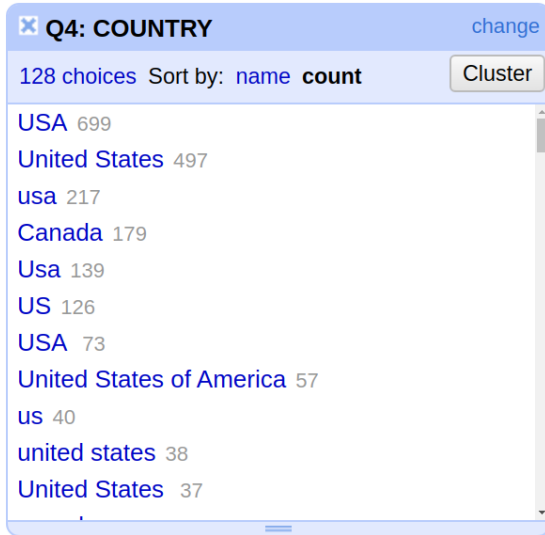 Q4: COUNTRY change
128 choices Sort by: name count Cluster
USA 699
United States 497
usa 217
Canada 179
Usa 139
US 126
USA 73
United States of America 57
us 40
united states 38
United States 37